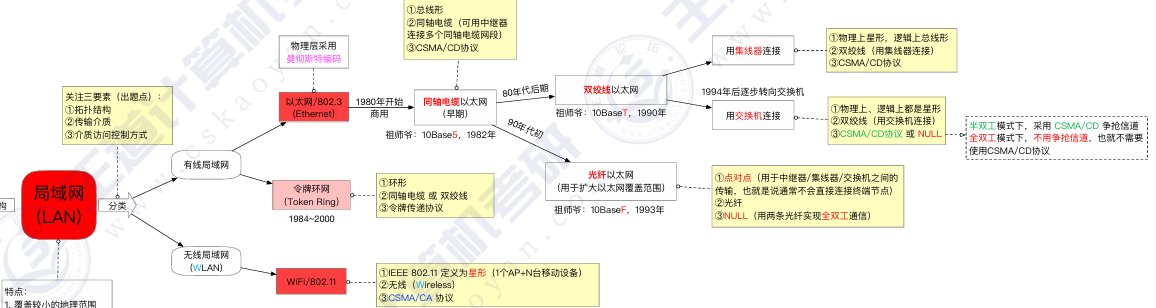 ①总线形
②同轴电缆（可用中继器
连接多个同轴电缆网段）
③CSMA/CD协议
物理层采用
曼彻斯特编码
用集线器连接
①物理上星形，逻辑上总线形
②双绞线（用集线器连接）
③CSMA/CD协议
关注三要素（出题点）：
①拓扑结构
②传输介质
③介质访问控制方式
以太网/802.3
(Ethernet)
1980年开始
商用
同轴电缆以太网
（早期）
祖师爷：10Base5，1982年
80年代后期
双绞线以太网
祖师爷：10BaseT，1990年
1994年后逐步转向交换机
用交换机连接
①物理上、逻辑上都是星形
②双绞线（用交换机连接）
③CSMA/CD协议 或 NULL
半双工模式下，采用 CSMA/CD 争抢信道
全双工模式下，不用争抢信道，也就不需要
使用CSMA/CD协议
90年代初
有线局域网
光纤以太网
（用于扩大以太网覆盖范围）
祖师爷：10BaseF，1993年
①点对点（用于中继器/集线器/交换机之间的
传输，也就是说通常不会直接连接终端节点）
②光纤
③NULL（用两条光纤实现全双工通信）
令牌环网
（Token Ring）
1984~2000
①环形
②同轴电缆 或 双绞线
③令牌传递协议
构
局域网
(LAN)
分类
无线局域网
（WLAN）
WiFi/802.11
①IEEE 802.11 定义为星形（1个AP+N台移动设备）
②无线（Wireless）
③CSMA/CA 协议
特点：
1. 覆盖较小的地理范围
王道计算机考研
cskaoyan.com